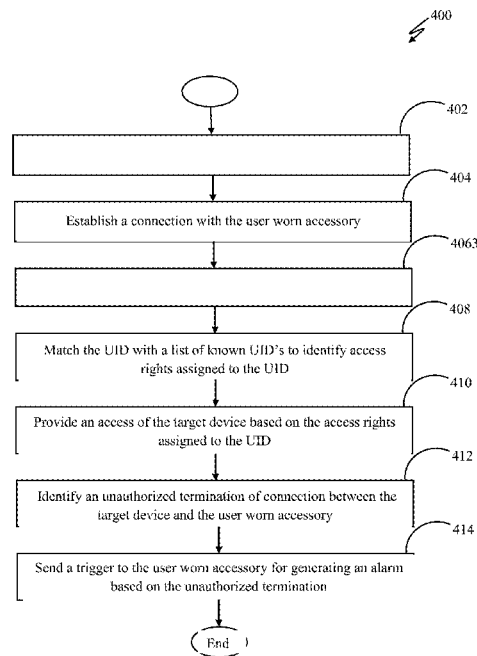 400
402
404
Establish a connection with the user worn accessory
4063
408
Match the UID with a list of known UID's to identify access
rights assigned to the UID
410
Provide an access of the target device based on the access rights
assigned to the UID
412
Identify an unauthorized termination of connection between the
target device and the user worn accessory
414
Send a trigger to the user worn accessory for generating an alarm
based on the unauthorized termination
End